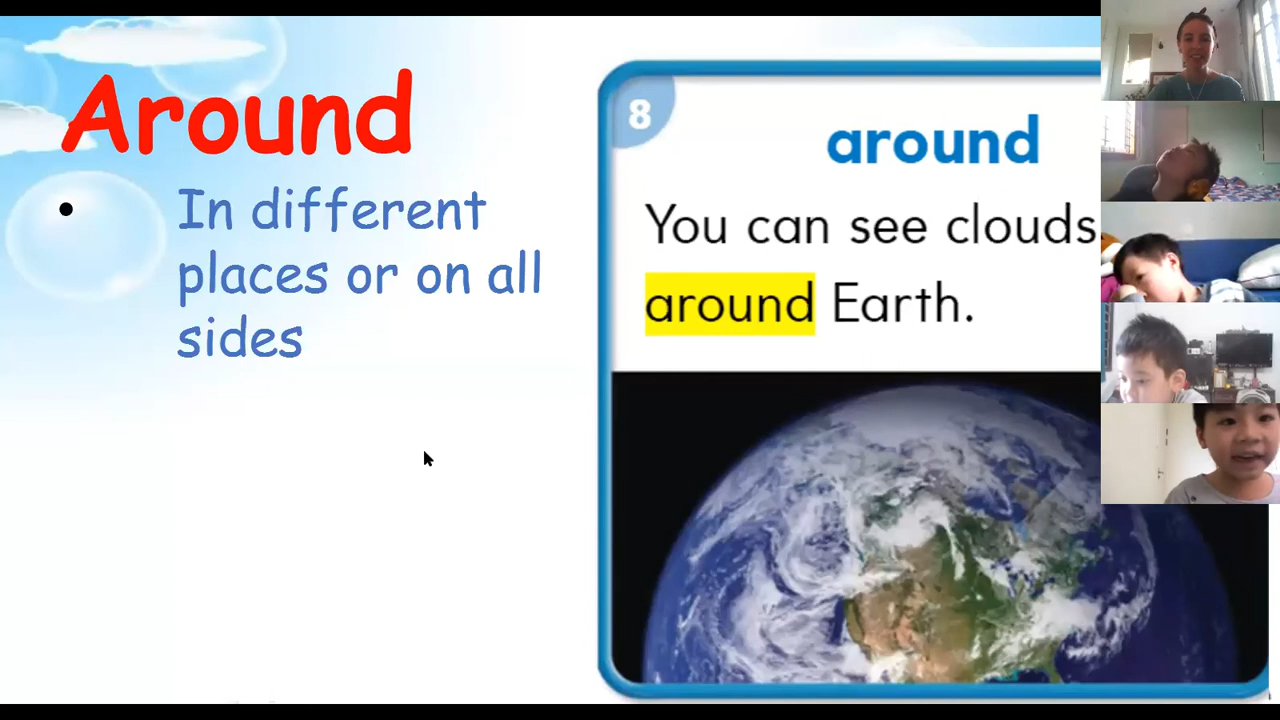 Around
• In different
places or on all
sides
8
around
You can see clouds
around Earth.